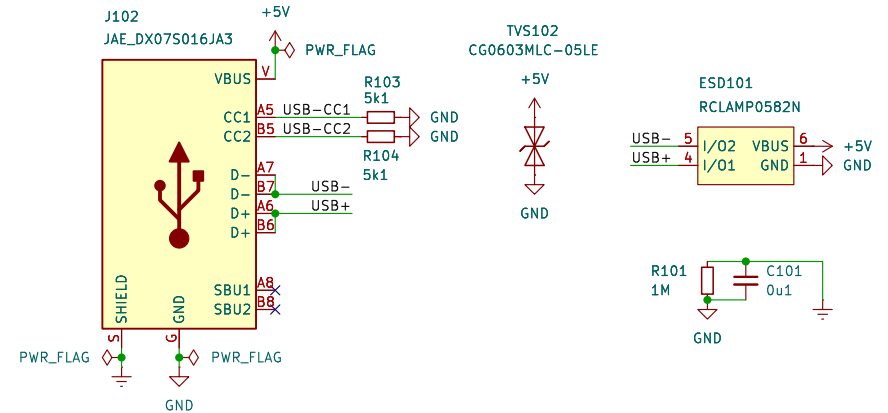 J102
JAE_DX07S016JA3
+5V
PWR_FLAG
VBUS V
CC1 A5 USB-CC1
CC2 B5 USB-CC2
R103
5k1
GND
GND
R104
5k1
D- A7
D- B7 USB-
D+ A6 USB+
D+ B6
SBU1 A8
SBU2 B8
SHIELD
GND
S
G
PWR_FLAG
PWR_FLAG
GND
TVS102
CG0603MLC-05LE
+5V
GND
ESD101
RCLAMP0582N
USB- 5 I/O2 VBUS 6 +5V
USB+ 4 I/O1 GND 1 GND
R101
1M
C101
0u1
GND